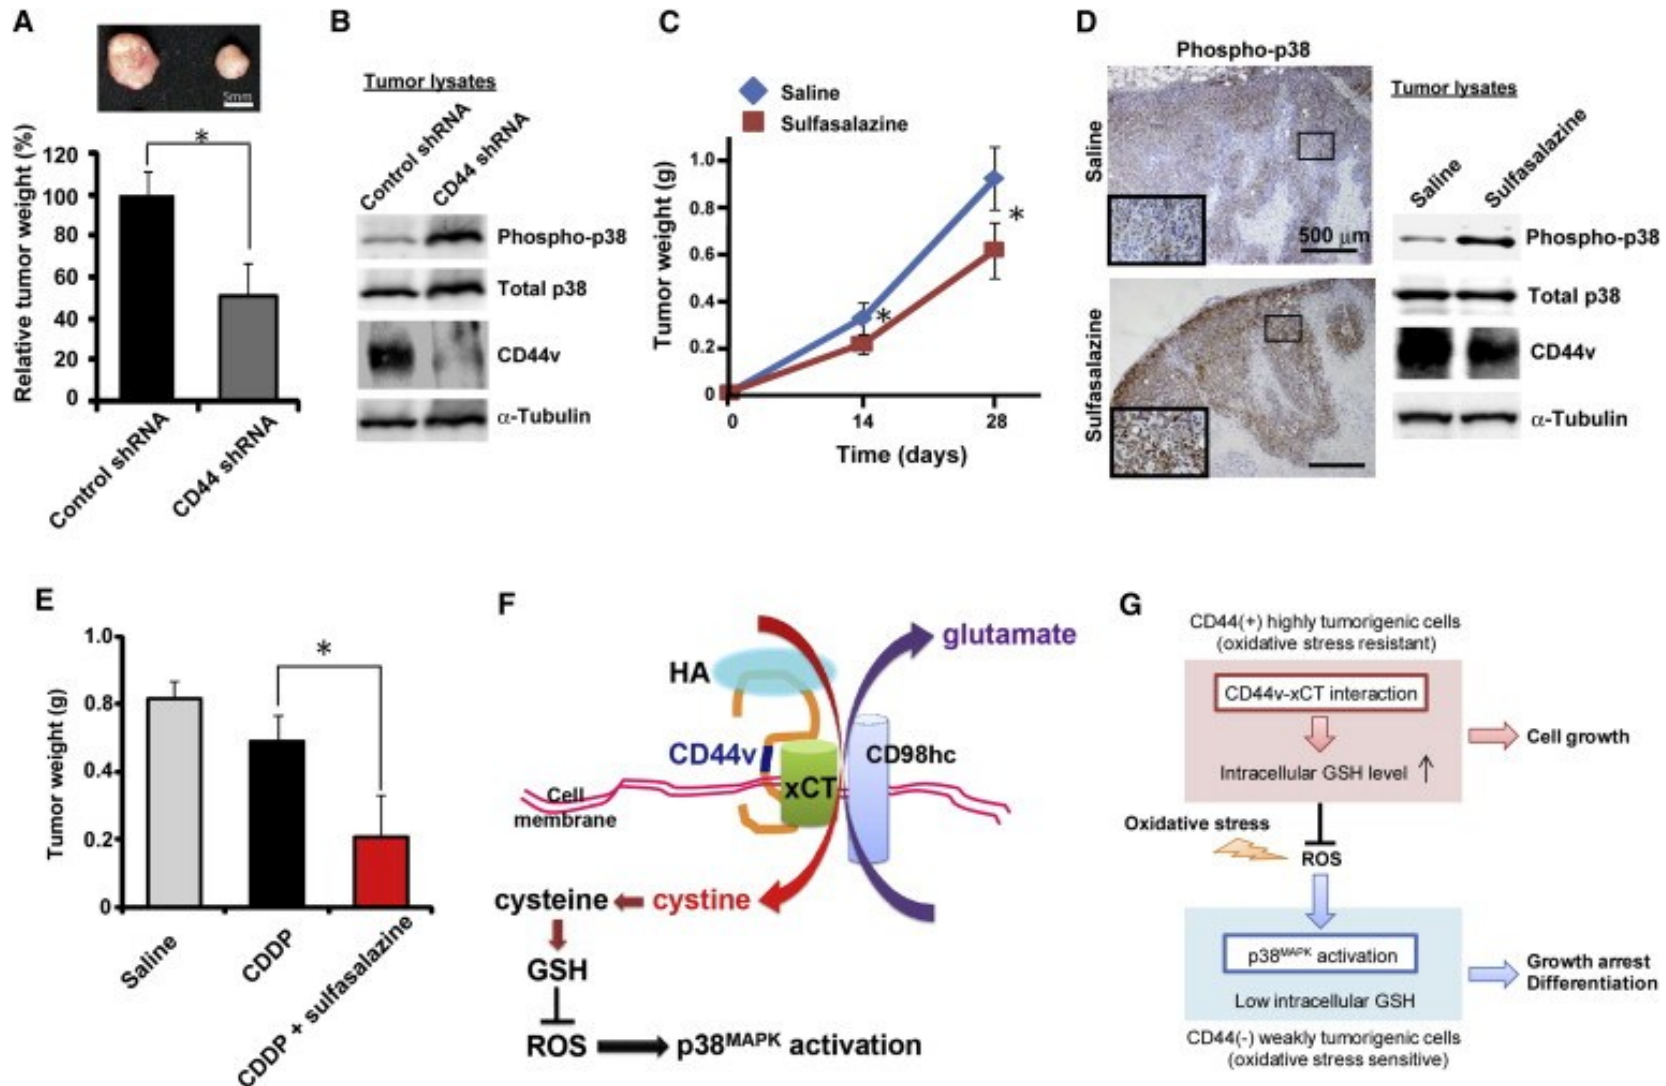 A
5mm
Relative tumor weight (%)
120
100
80
60
40
20
0
*
Control shRNA
CD44 shRNA
B
Tumor lysates
Control shRNA
CD44 shRNA
Phospho-p38
Total p38
CD44v
α-Tubulin
C
Saline
Sulfasalazine
Tumor weight (g)
1.0
0.8
0.6
0.4
0.2
0
*
*
0
14
28
Time (days)
D
Phospho-p38
Saline
500 µm
Sulfasalazine
Tumor lysates
Saline
Sulfasalazine
Phospho-p38
Total p38
CD44v
α-Tubulin
E
Tumor weight (g)
1.0
0.8
0.4
0.2
0
*
Saline
CDDP
CDDP + sulfasalazine
F
glutamate
HA
CD44v
CD98hc
xCT
Cell
membrane
cysteine
cystine
GSH
ROS
p38MAPK activation
G
CD44(+) highly tumorigenic cells
(oxidative stress resistant)
CD44v-xCT interaction
Intracellular GSH level ↑
Cell growth
Oxidative stress
ROS
p38MAPK activation
Low intracellular GSH
Growth arrest
Differentiation
CD44(-) weakly tumorigenic cells
(oxidative stress sensitive)